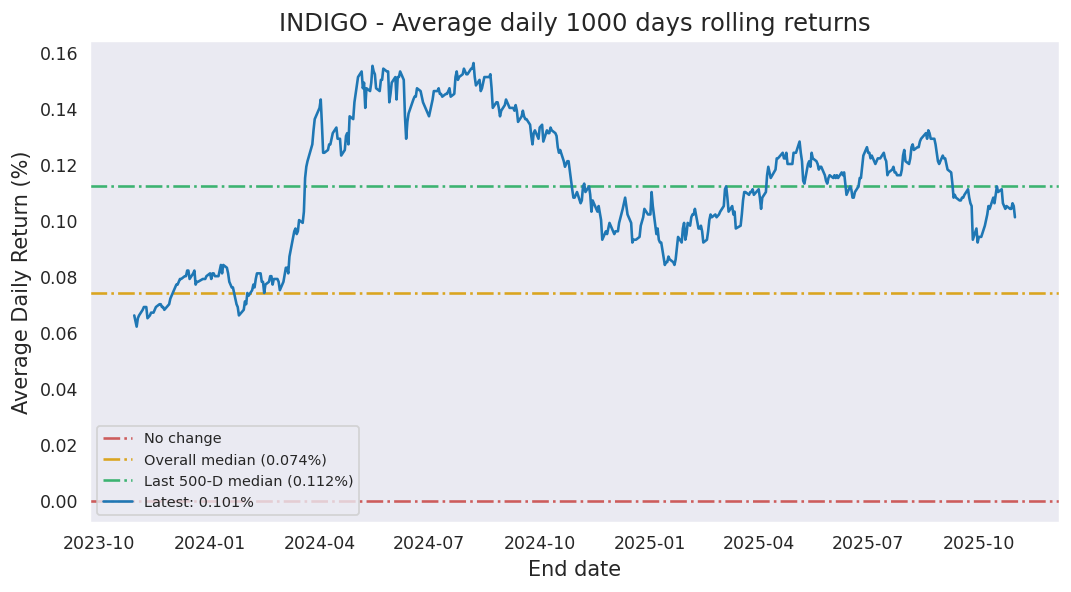 INDIGO - Average daily 1000 days rolling returns
Average Daily Return (%)
0.16
0.14
0.12
0.10
0.08
0.06
0.04
0.02
0.00
No change
Overall median (0.074%)
Last 500-D median (0.112%)
Latest: 0.101%
2023-10 2024-01 2024-04 2024-07 2024-10 2025-01 2025-04 2025-07 2025-10
End date